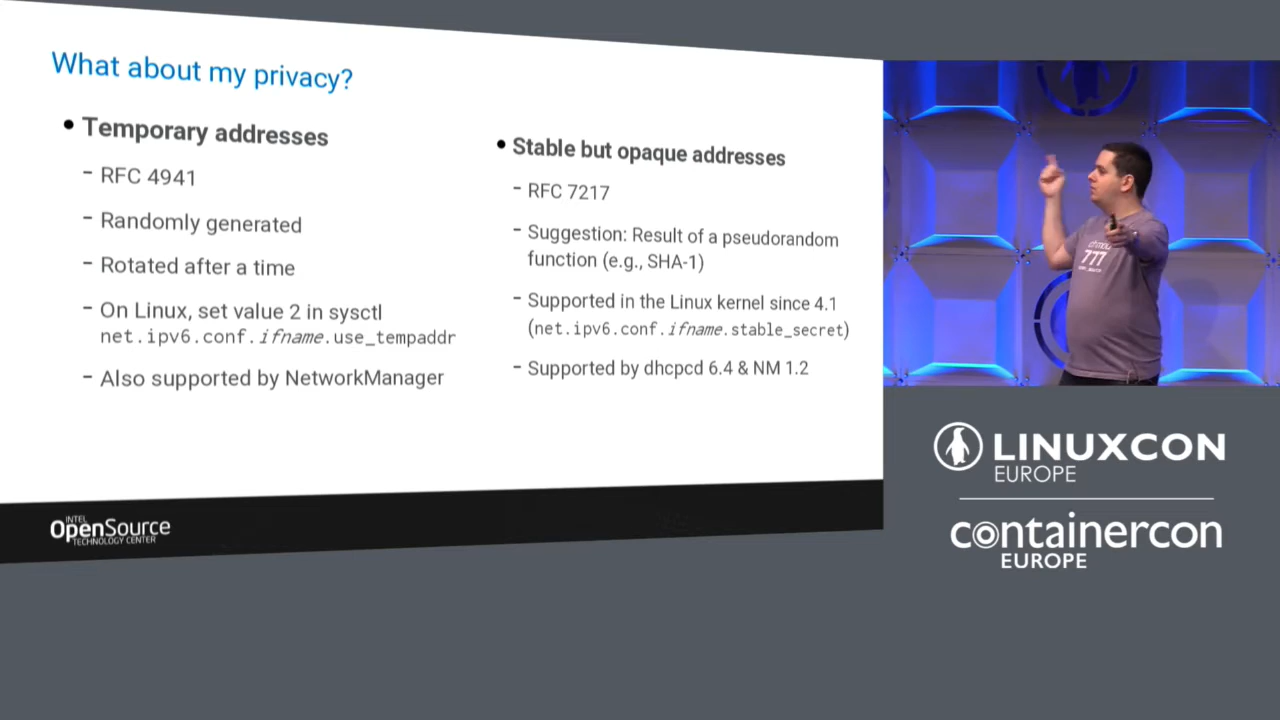 What about my privacy?
• Temporary addresses
- RFC 4941
- Randomly generated
- Rotated after a time
- On Linux, set value 2 in sysctl
net.ipv6.conf.ifname.use_tempaddr
- Also supported by NetworkManager
• Stable but opaque addresses
- RFC 7217
- Suggestion: Result of a pseudorandom
function (e.g., SHA-1)
- Supported in the Linux kernel since 4.1
(net.ipv6.conf.ifname.stable_secret)
- Supported by dhcpcd 6.4 & NM 1.2
INTEL
OpenSource
TECHNOLOGY CENTER
777
LINUXCON
EUROPE
containercon
EUROPE